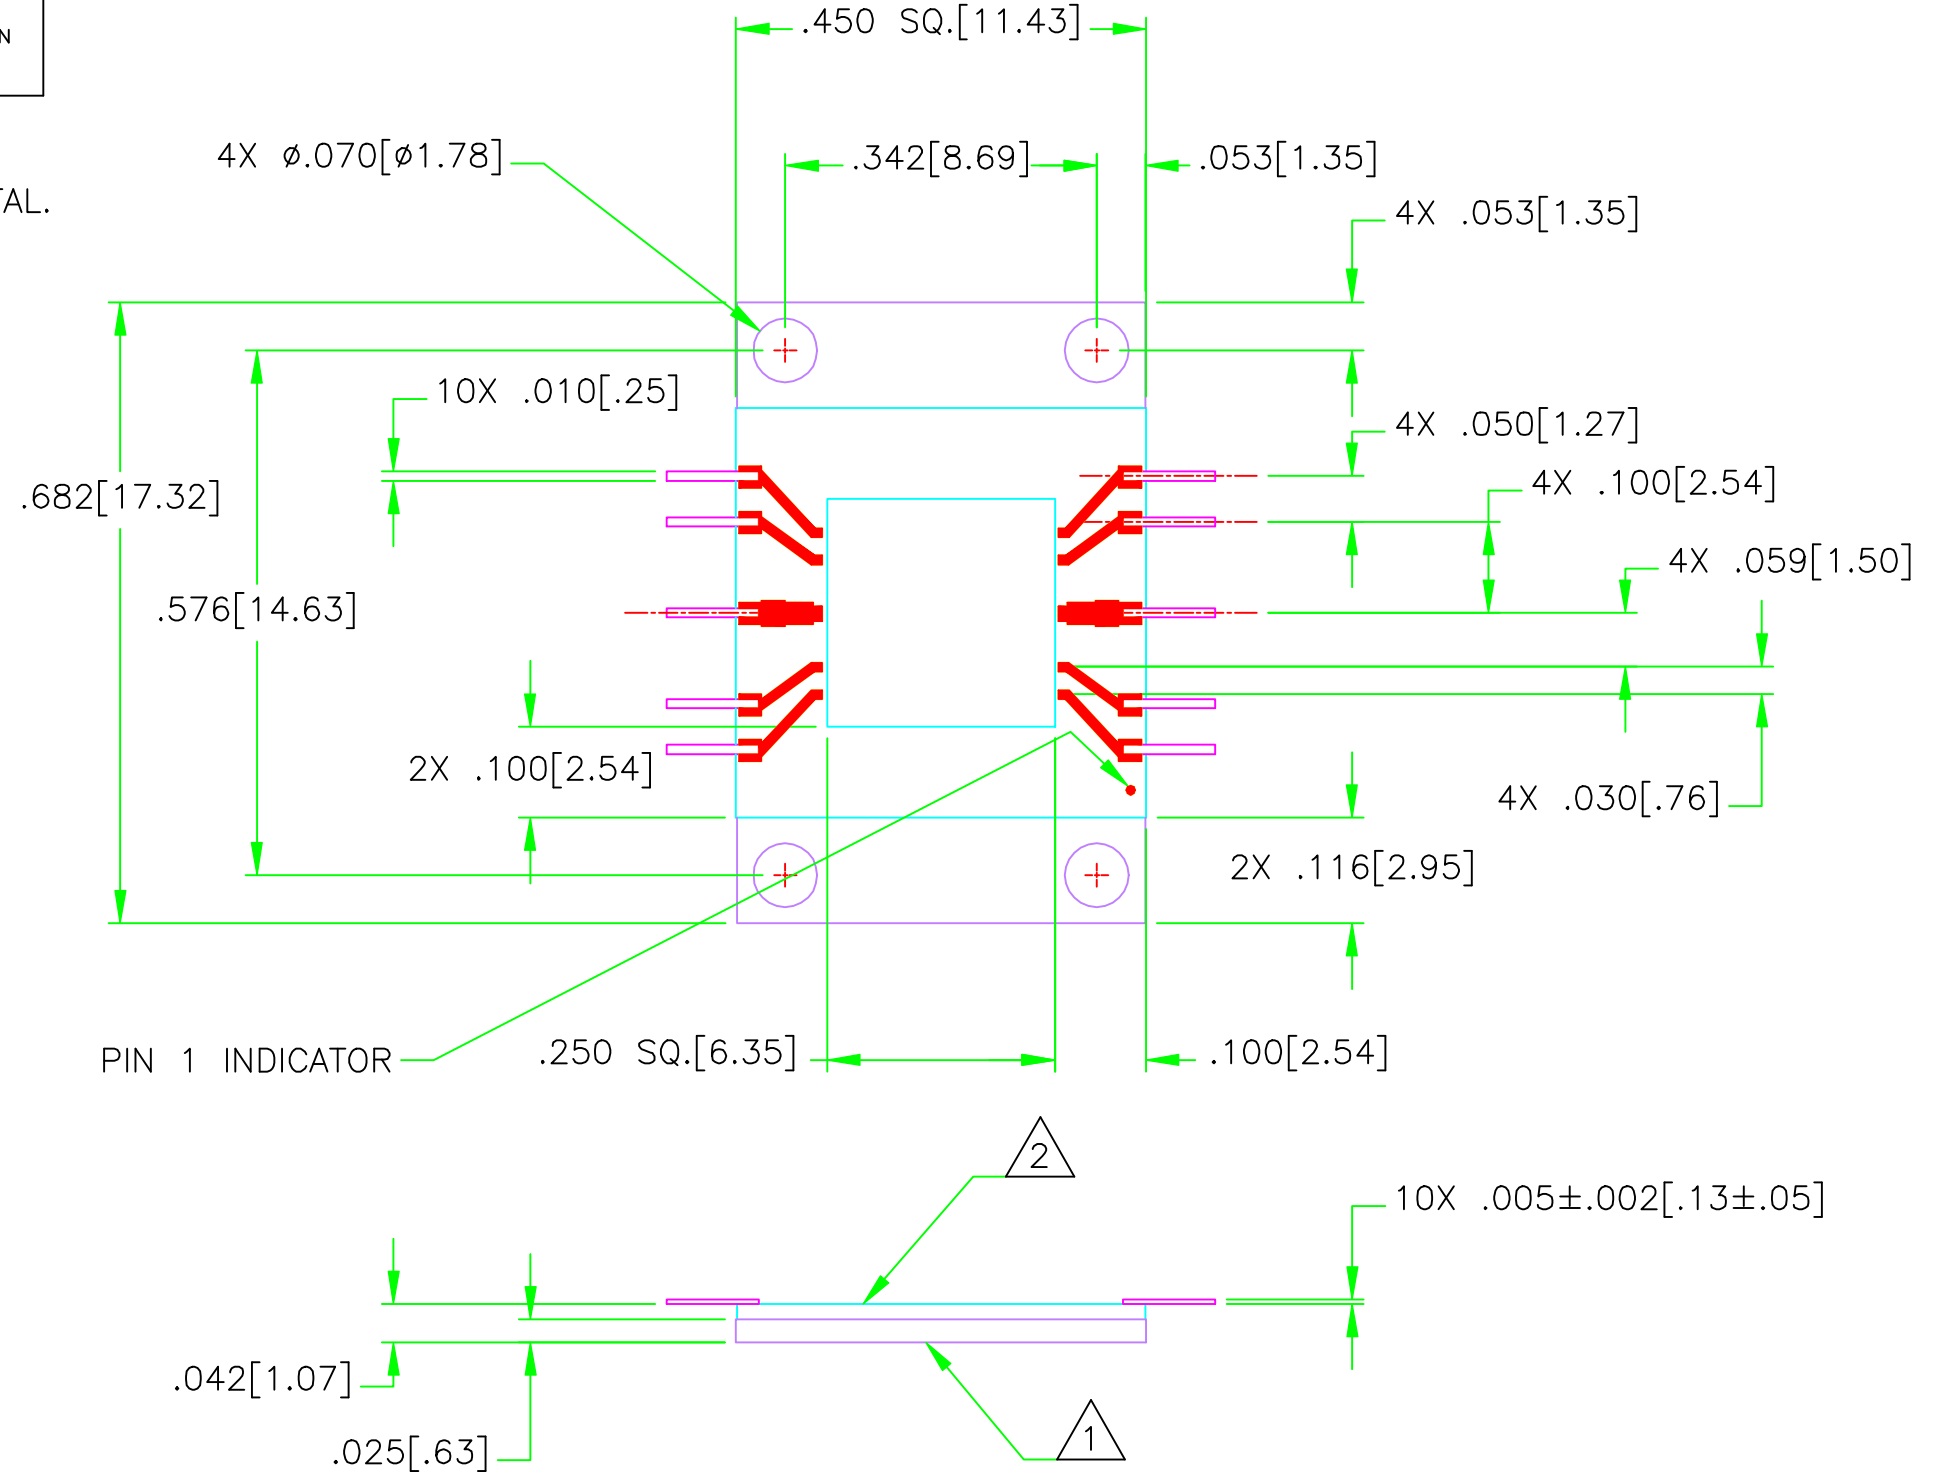 .450 SQ.[11.43]
N
4X ø.070[ø1.78]
.342[8.69]
.053[1.35]
TAL.
4X .053[1.35]
10X .010[.25]
4X .050[1.27]
4X .100[2.54]
.682[17.32]
4X .059[1.50]
.576[14.63]
2X .100[2.54]
4X .030[.76]
2X .116[2.95]
PIN 1 INDICATOR
.250 SQ.[6.35]
.100[2.54]
2
10X .005±.002[.13±.05]
.042[1.07]
1
.025[.63]